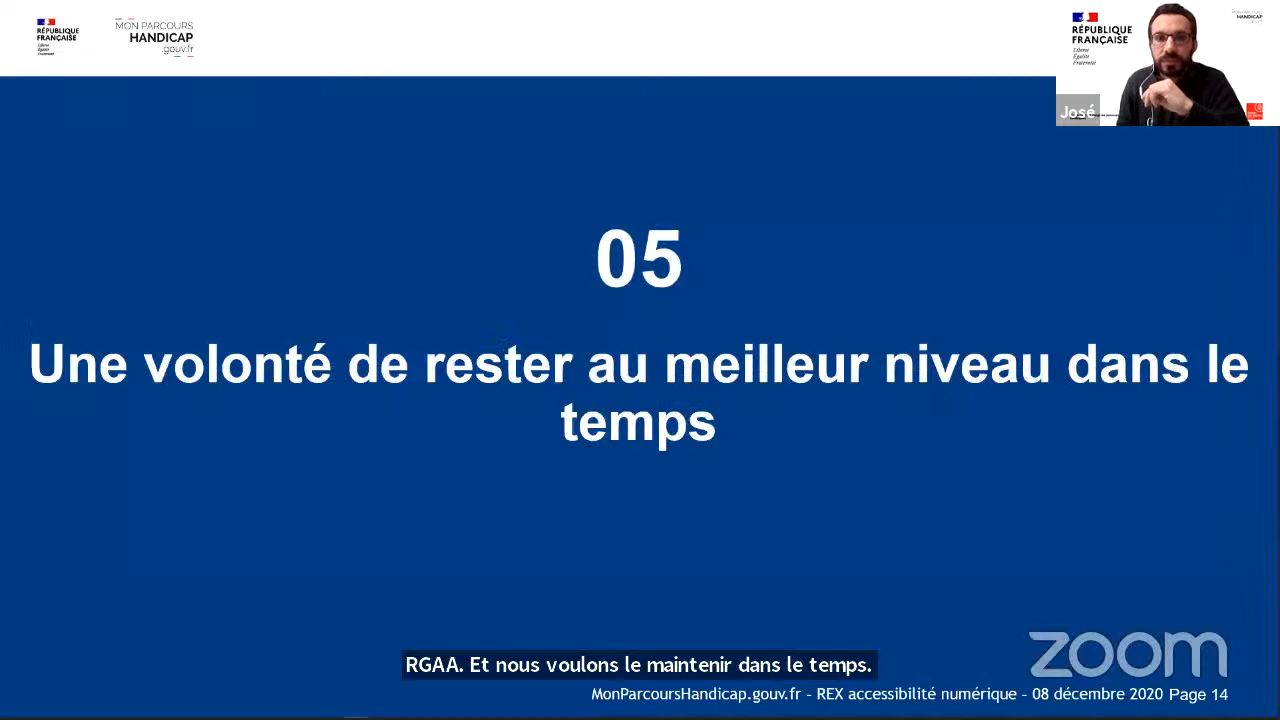 RÉPUBLIQUE
FRANÇAISE
Liberté
Égalité
Fraternité
MON PARCOURS
HANDICAP
.gouv.fr
RÉPUBLIQUE
FRANÇAISE
Liberté
Égalité
Fraternité
MON PARCOURS
HANDICAP
José
05
Une volonté de rester au meilleur niveau dans le
temps
zoom
RGAA. Et nous voulons le maintenir dans le temps.
MonParcoursHandicap.gouv.fr - REX accessibilité numérique - 08 décembre 2020 Page 14